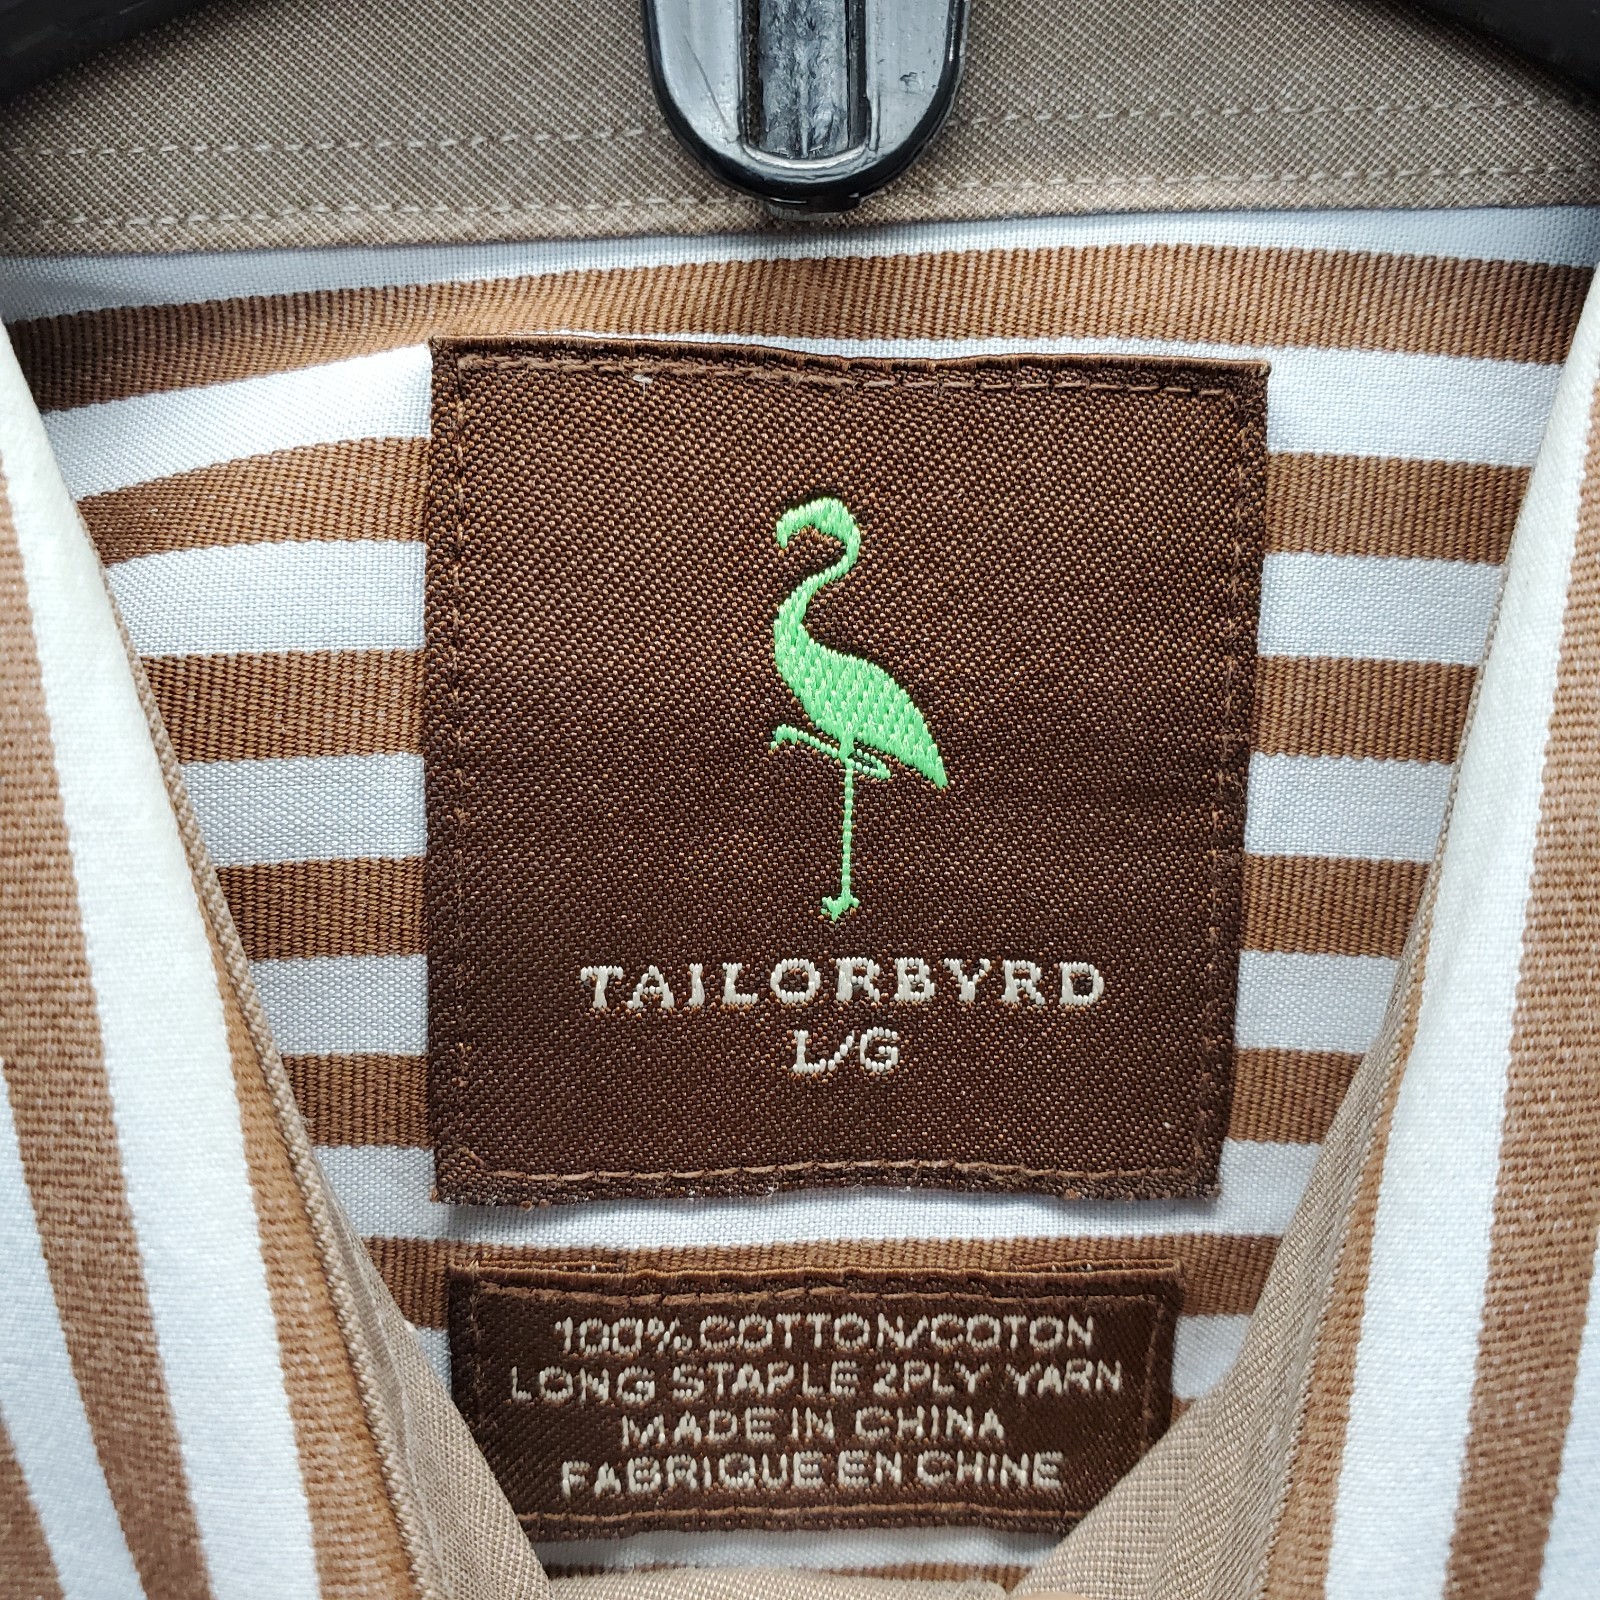 TAILORBYRD
L/G
100% COTTON/COTON
LONG STAPLE 2PLY YARN
MADE IN CHINA
FABRIQUE EN CHINE